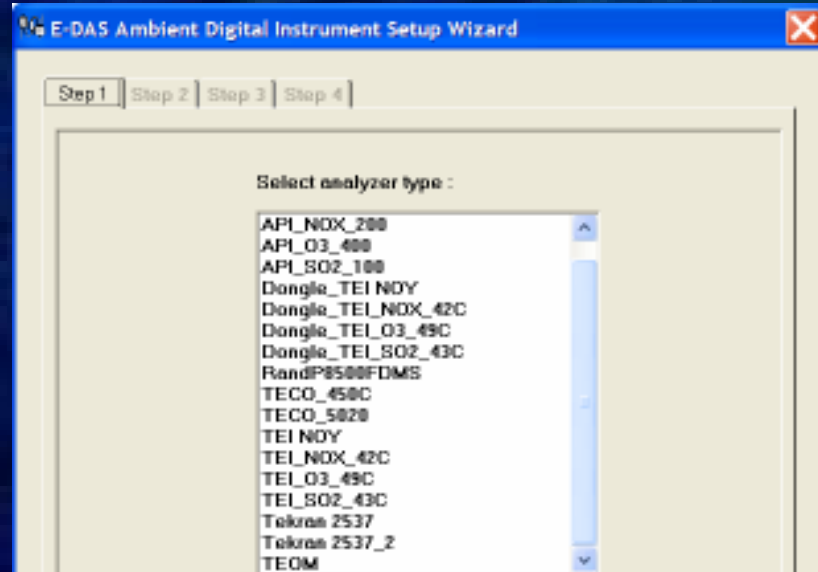 E-DAS Ambient Digital Instrument Setup Wizard
Step 1 Step 2 Step 3 Step 4
Select analyzer type :
API_NOX_200
API_O3_400
API_SO2_100
Dongle_TEI NOY
Dongle_TEI_NOX_42C
Dongle_TEI_O3_49C
Dongle_TEI_SO2_43C
RandP8500FDMS
TECO_450C
TECO_5020
TEI NOY
TEI_NOX_42C
TEI_O3_49C
TEI_SO2_43C
Tekran 2537
Tekran 2537_2
TEOM